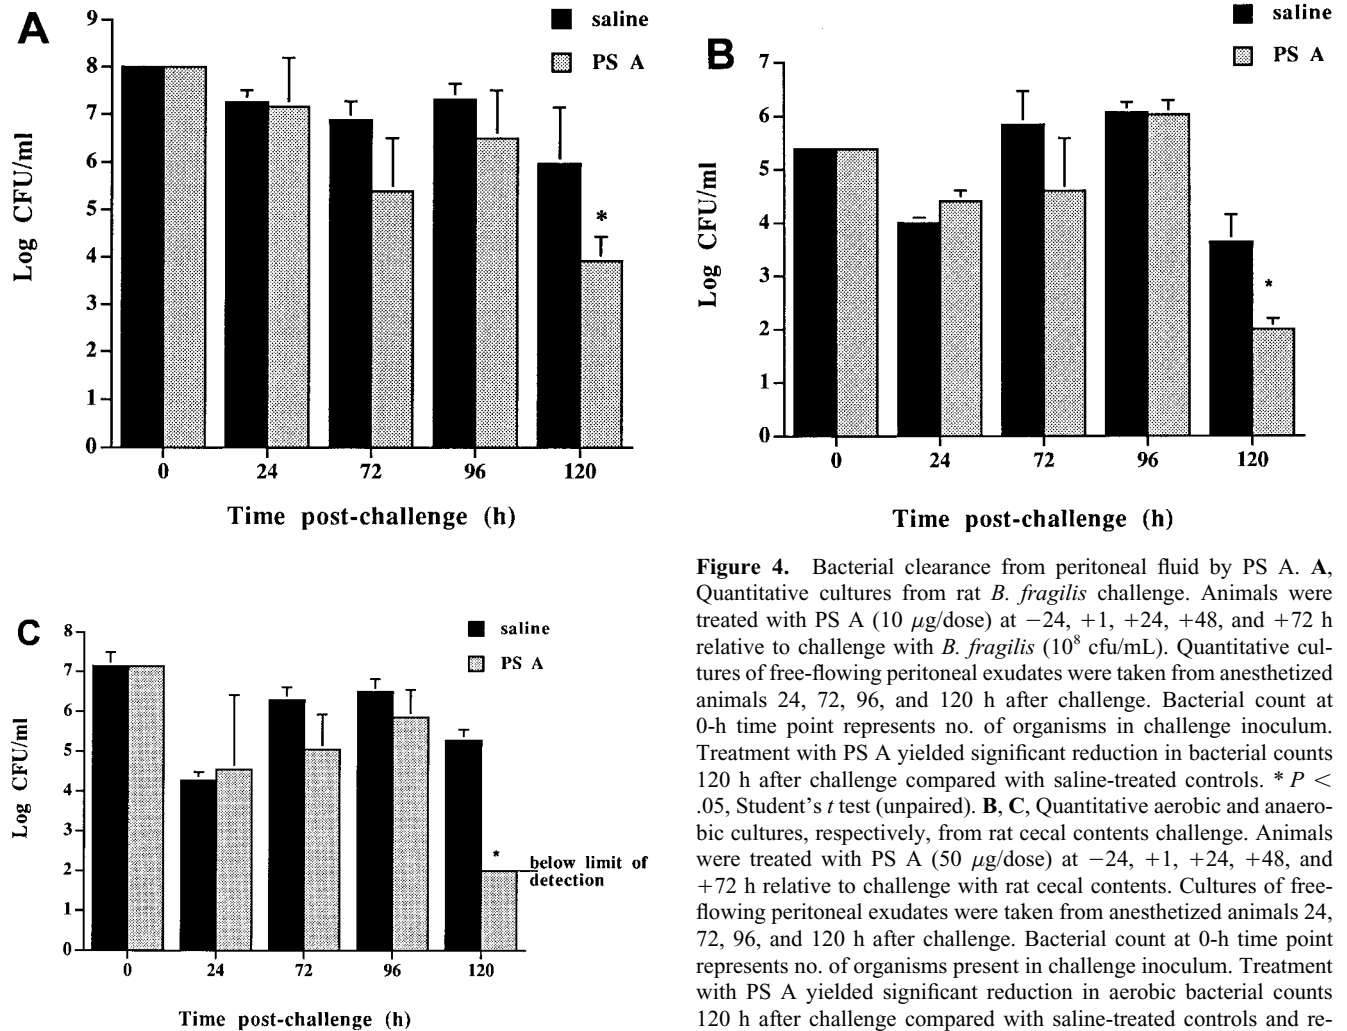 A
saline
PS A
9
8
7
6
5
4
3
2
1
0
Log CFU/ml
*
0 24 72 96 120
Time post-challenge (h)
B
saline
PS A
7
6
5
4
3
2
1
0
Log CFU/ml
*
0 24 72 96 120
Time post-challenge (h)
C
saline
PS A
8
7
6
5
4
3
2
1
0
Log CFU/ml
*
below limit of
detection
0 24 72 96 120
Time post-challenge (h)
Figure 4. Bacterial clearance from peritoneal fluid by PS A. A,
Quantitative cultures from rat B. fragilis challenge. Animals were
treated with PS A (10 μg/dose) at −24, +1, +24, +48, and +72 h
relative to challenge with B. fragilis (10⁸ cfu/mL). Quantitative cul-
tures of free-flowing peritoneal exudates were taken from anesthetized
animals 24, 72, 96, and 120 h after challenge. Bacterial count at
0-h time point represents no. of organisms in challenge inoculum.
Treatment with PS A yielded significant reduction in bacterial counts
120 h after challenge compared with saline-treated controls. * P <
.05, Student's t test (unpaired). B, C, Quantitative aerobic and anaero-
bic cultures, respectively, from rat cecal contents challenge. Animals
were treated with PS A (50 μg/dose) at −24, +1, +24, +48, and
+72 h relative to challenge with rat cecal contents. Cultures of free-
flowing peritoneal exudates were taken from anesthetized animals 24,
72, 96, and 120 h after challenge. Bacterial count at 0-h time point
represents no. of organisms present in challenge inoculum. Treatment
with PS A yielded significant reduction in aerobic bacterial counts
120 h after challenge compared with saline-treated controls and re-